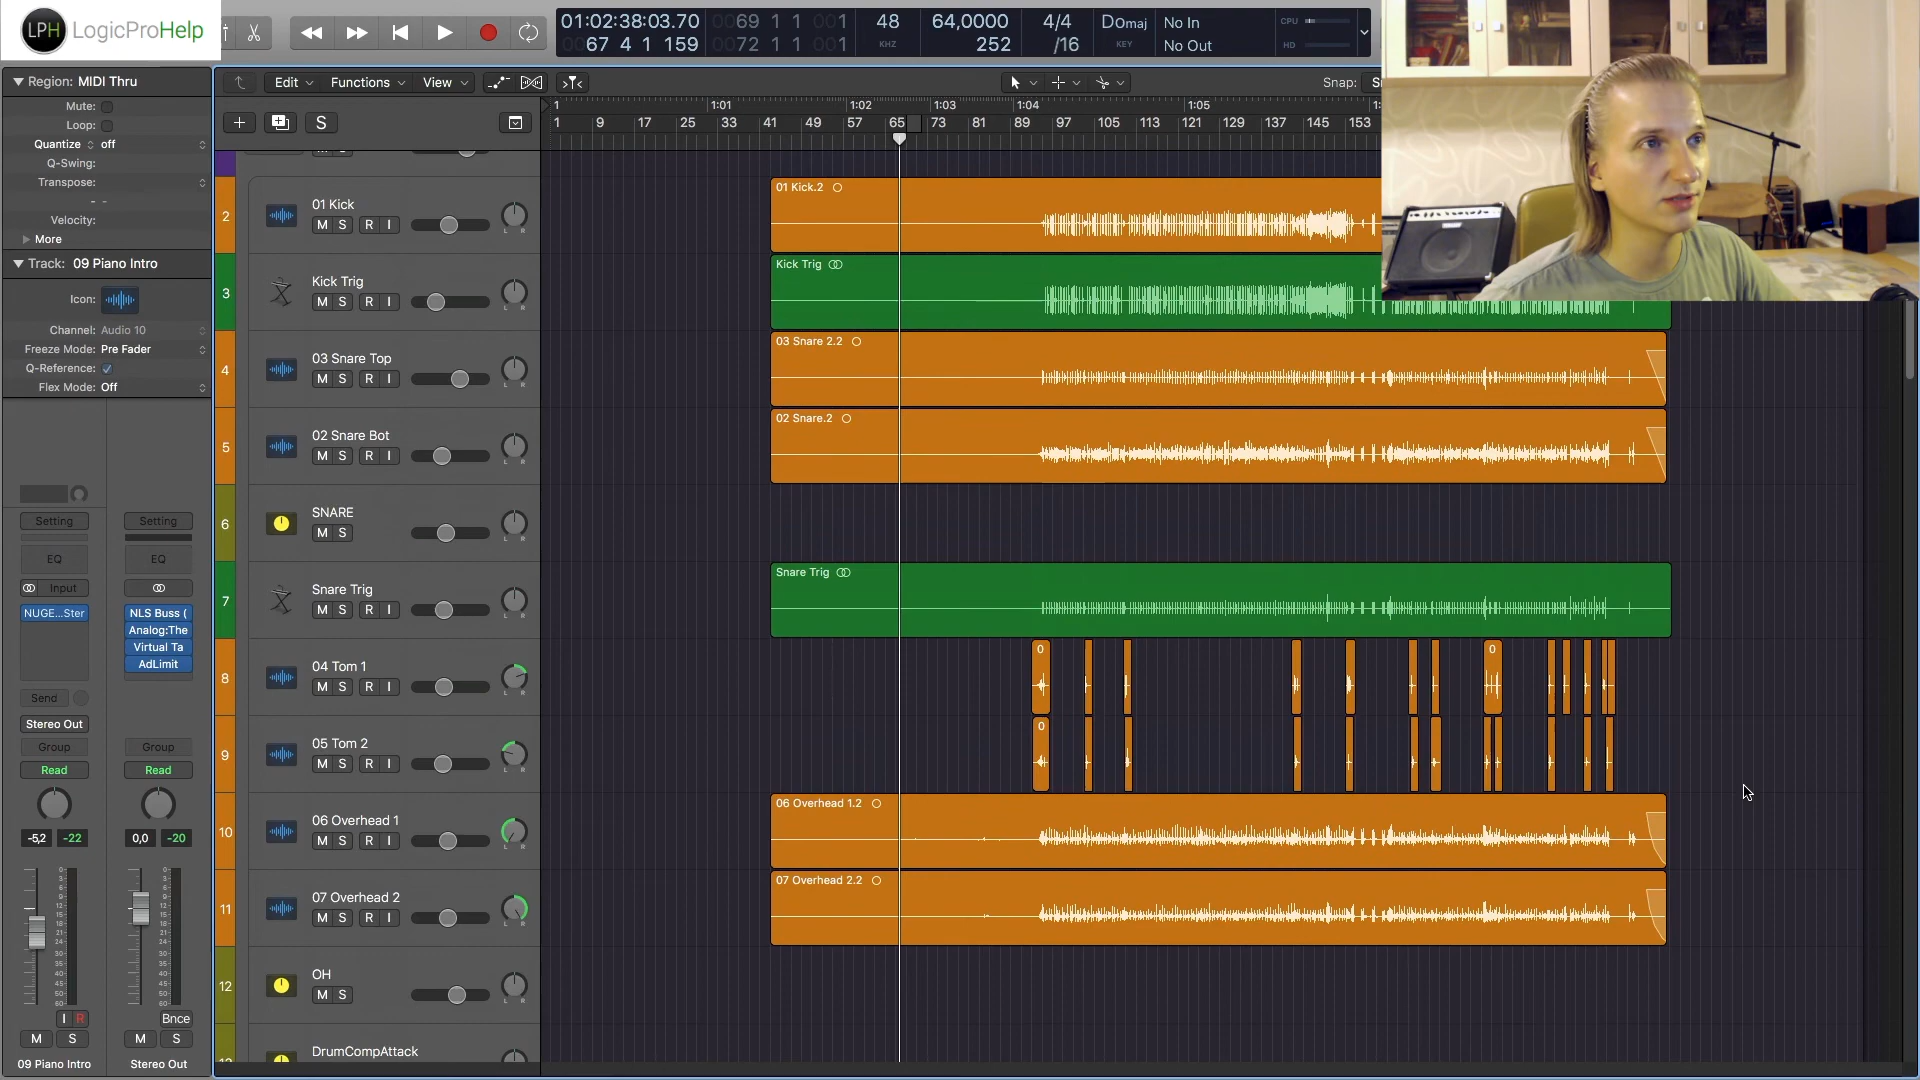 LPH LogicProHelp
01:02:38:03.70
67 4 1 159
0069 1 1 001
0072 1 1 001
48
KHZ
64,0000
252
4/4
/16
Domaj
KEY
No In
No Out
CPU
HD
Region: MIDI Thru
Mute:
Loop:
Quantize off
Q-Swing:
Transpose:
- -
Velocity:
More
Track: 09 Piano Intro
Icon:
Channel: Audio 10
Freeze Mode: Pre Fader
Q-Reference:
Flex Mode: Off
Edit Functions View
Snap:
S
1 1:01 1:02 1:03 1:04 1:05
1 9 17 25 33 41 49 57 65 73 81 89 97 105 113 121 129 137 145 153
2 01 Kick
M S R I
01 Kick.2
3 Kick Trig
M S R I
Kick Trig
4 03 Snare Top
M S R I
03 Snare 2.2
5 02 Snare Bot
M S R I
02 Snare.2
6 SNARE
M S
7 Snare Trig
M S R I
Snare Trig
8 04 Tom 1
M S R I
9 05 Tom 2
M S R I
10 06 Overhead 1
M S R I
06 Overhead 1.2
11 07 Overhead 2
M S R I
07 Overhead 2.2
12 OH
M S
DrumCompAttack
Setting Setting
EQ EQ
Input
NUGE...Ster NLS Buss (
Analog:The
Virtual Ta
AdLimit
Send
Stereo Out
Group Group
Read Read
-5,2 -22 0,0 -20
I R Bnce
M S M S
09 Piano Intro Stereo Out